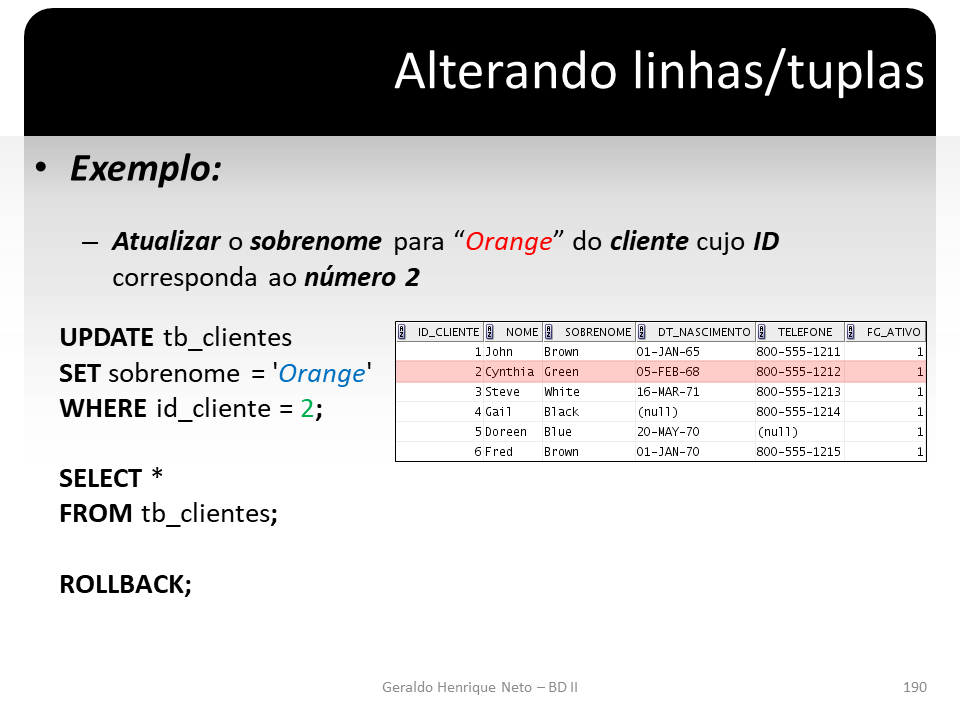 Alterando linhas/tuplas
• Exemplo:
– Atualizar o sobrenome para “Orange” do cliente cujo ID
corresponda ao número 2
UPDATE tb_clientes
SET sobrenome = 'Orange'
WHERE id_cliente = 2;
SELECT *
FROM tb_clientes;
ROLLBACK;
ID_CLIENTE NOME SOBRENOME DT_NASCIMENTO TELEFONE FG_ATIVO
1 John Brown 01-JAN-65 800-555-1211 1
2 Cynthia Green 05-FEB-68 800-555-1212 1
3 Steve White 16-MAR-71 800-555-1213 1
4 Gail Black (null) 800-555-1214 1
5 Doreen Blue 20-MAY-70 (null) 1
6 Fred Brown 01-JAN-70 800-555-1215 1
Geraldo Henrique Neto – BD II
190